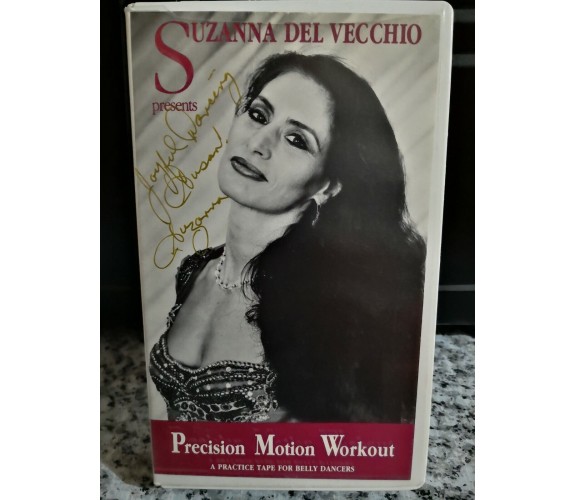 SUZANNA DEL VECCHIO
presents
Joyful Dancing
Susan!
Suzanna
Precision Motion Workout
A PRACTICE TAPE FOR BELLY DANCERS